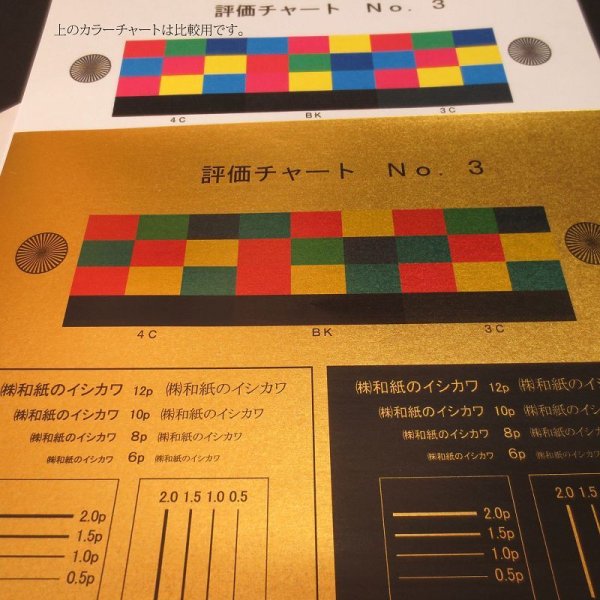 評価チャート No. 3
上のカラーチャートは比較用です。
4C BK 3C
評価チャート No. 3
4C BK 3C
㈱和紙のイシカワ 12p ㈱和紙のイシカワ
㈱和紙のイシカワ 10p ㈱和紙のイシカワ
㈱和紙のイシカワ 8p ㈱和紙のイシカワ
㈱和紙のイシカワ 6p ㈱和紙のイシカワ
2.0 1.5 1.0 0.5
2.0p
1.5p
1.0p
0.5p
㈱和紙のイシカワ 12p ㈱和紙のイシカ
㈱和紙のイシカワ 10p ㈱和紙のイシカワ
㈱和紙のイシカワ 8p ㈱和紙のイシカワ
㈱和紙のイシカワ 6p ㈱和紙のイシカワ
2.0 1.5 1.0
2.0p
1.5p
1.0p
0.5p